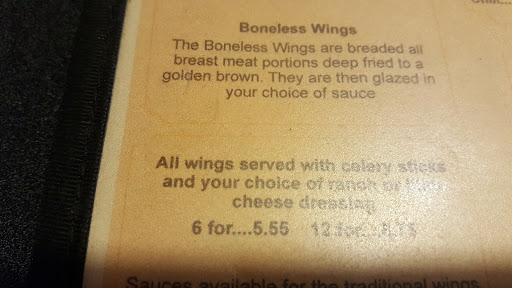 Boneless Wings
The Boneless Wings are breaded all
breast meat portions deep fried to a
golden brown. They are then glazed in
your choice of sauce
All wings served with celery sticks
and your choice of ranch or
cheese dressing
6 for....5.55 12 for...
Sauces available for the traditional wings